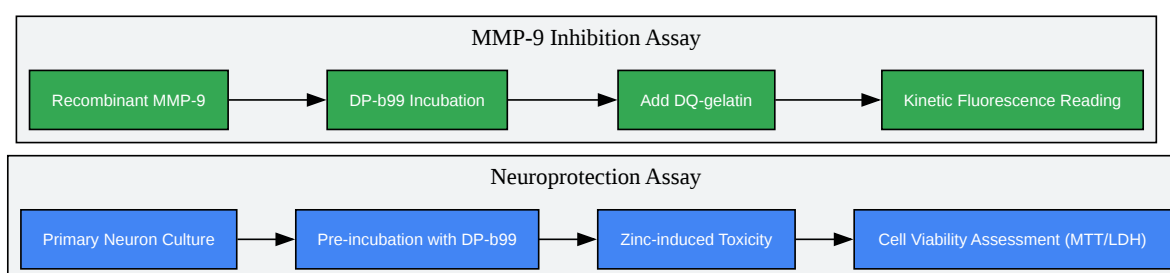 MMP-9 Inhibition Assay
Recombinant MMP-9
DP-b99 Incubation
Add DQ-gelatin
Kinetic Fluorescence Reading
Neuroprotection Assay
Primary Neuron Culture
Pre-incubation with DP-b99
Zinc-induced Toxicity
Cell Viability Assessment (MTT/LDH)